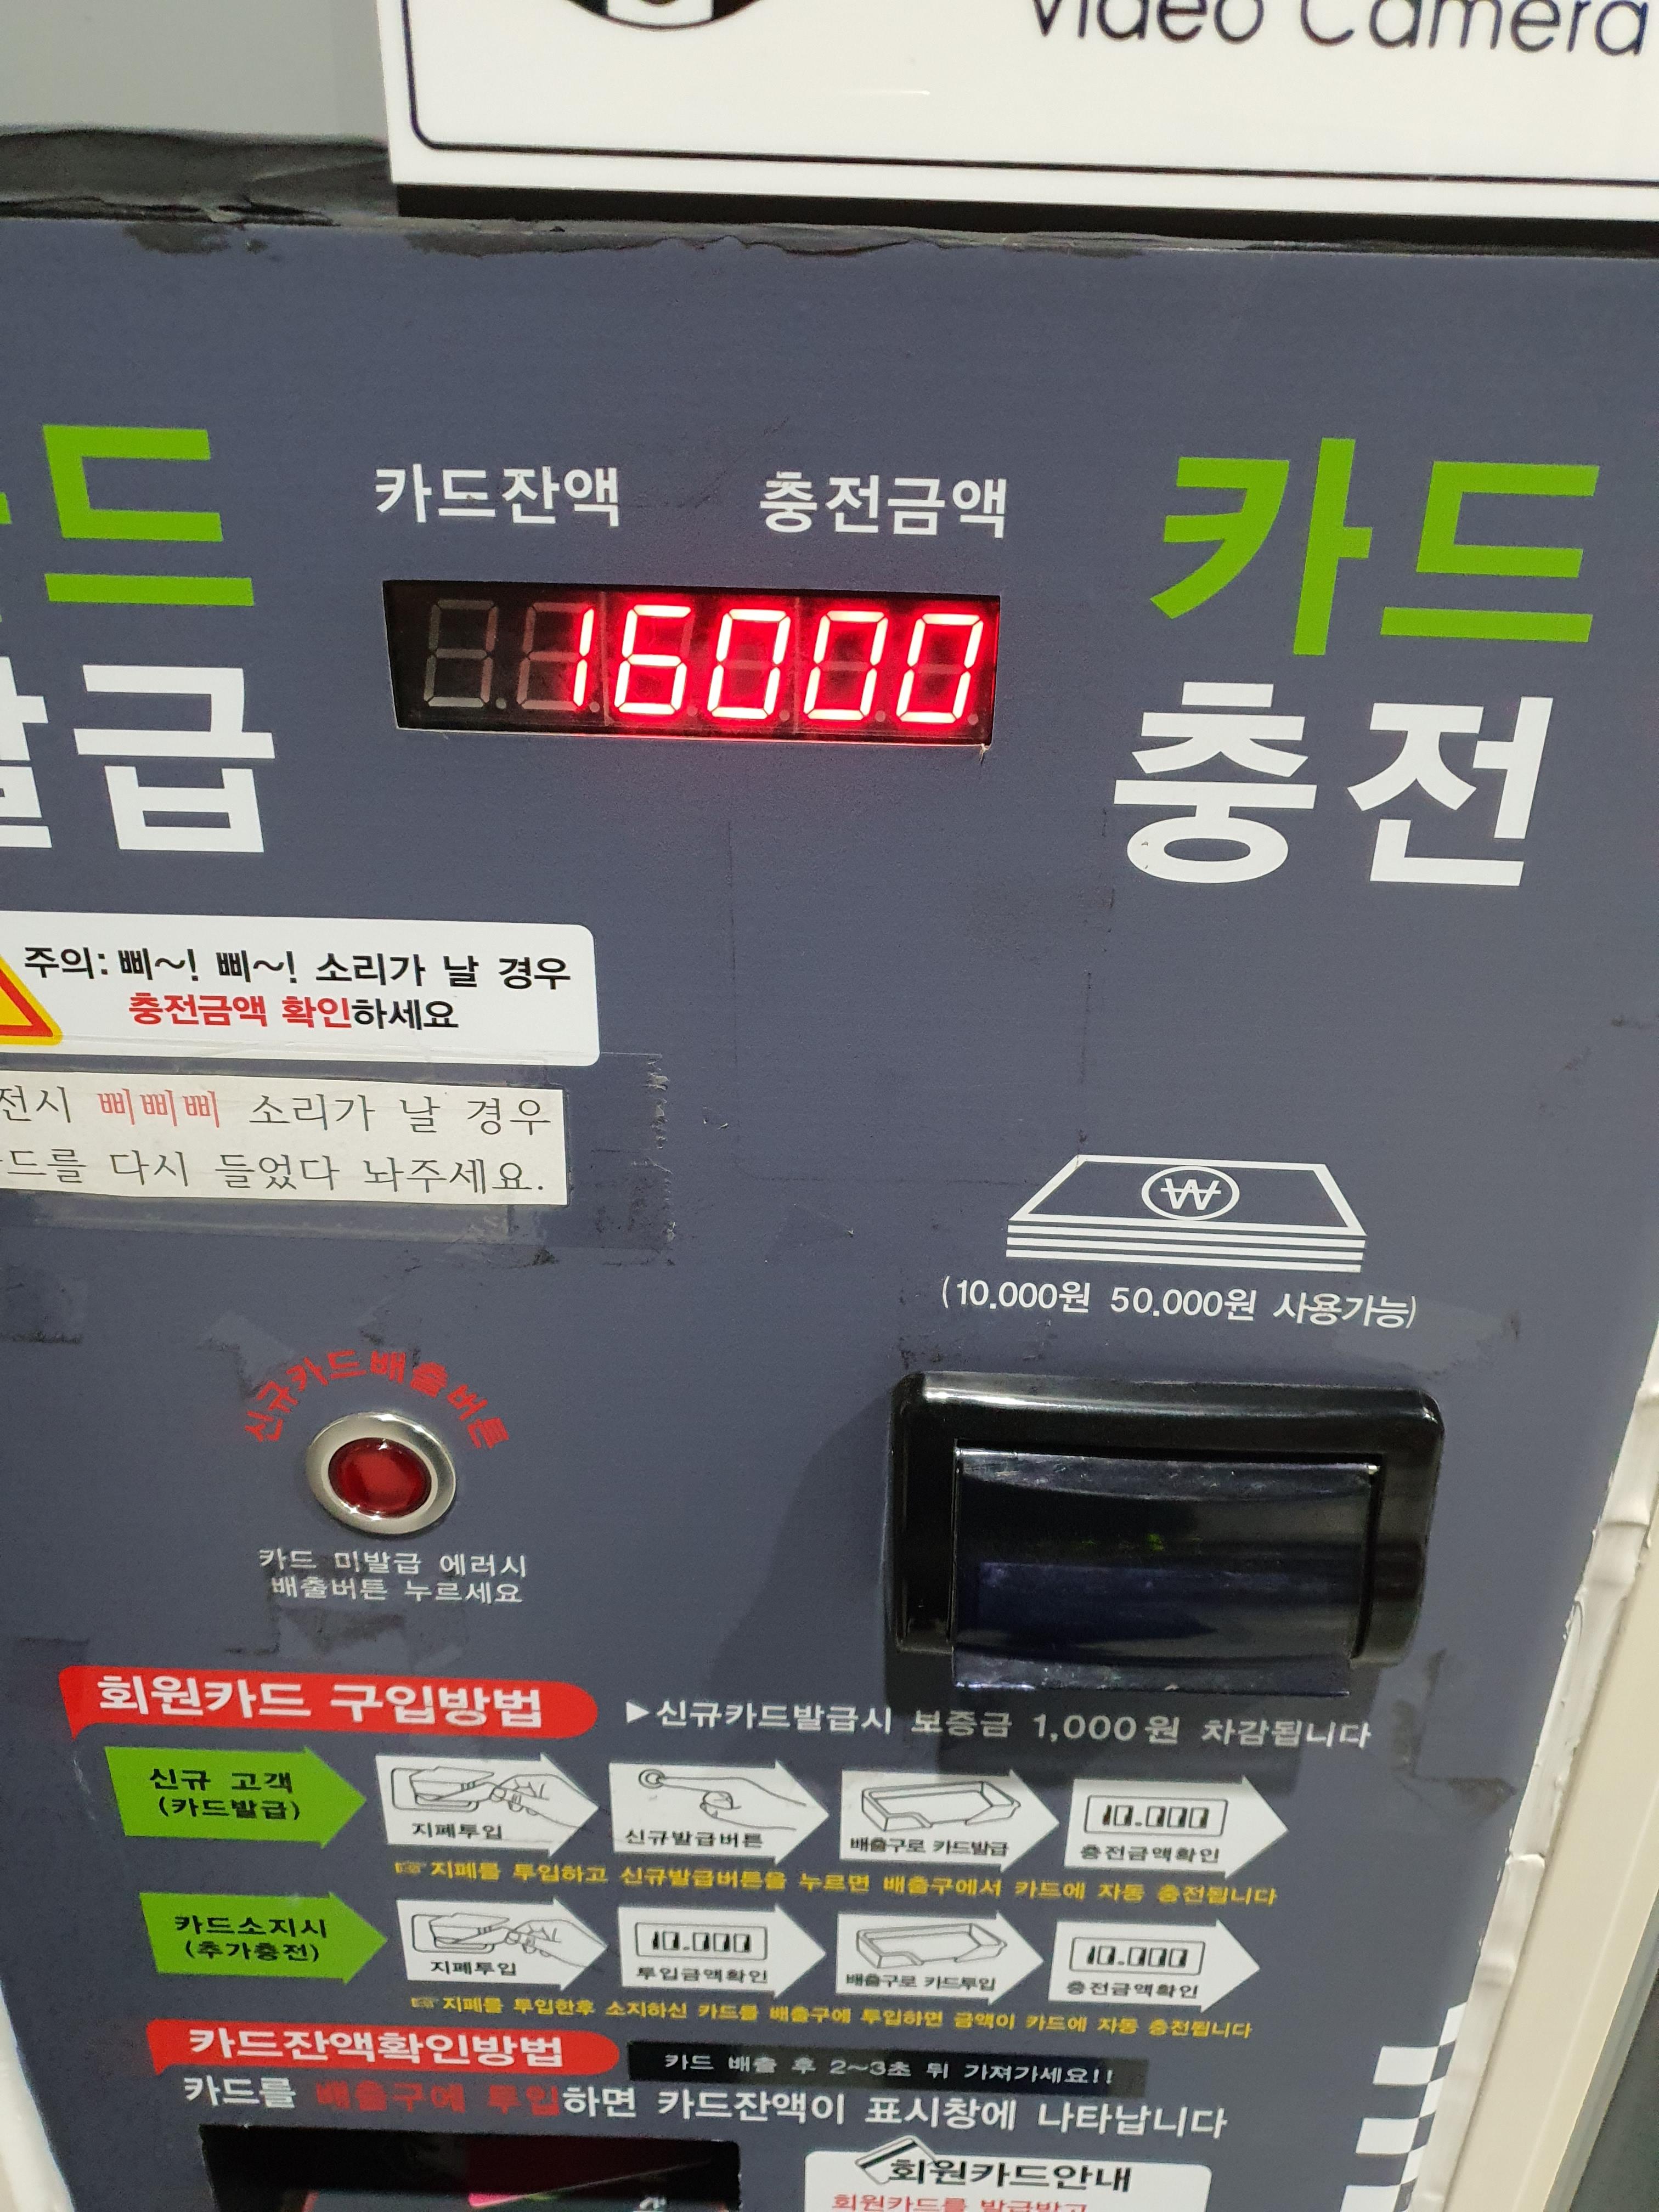 Video Camera
카드잔액 충전금액
16000
드
급
카드
충전
주의: 삐~! 삐~! 소리가 날 경우
충전금액 확인하세요
전시 삐삐삐 소리가 날 경우
드를 다시 들었다 놔주세요.
₩
(10.000원 50.000원 사용가능)
신규카드배출버튼
카드 미발급 에러시
배출버튼 누르세요
회원카드 구입방법 ▶신규카드발급시 보증금 1,000원 차감됩니다
신규 고객
(카드발급)
지폐투입
신규발급버튼
배출구로 카드발급
10.000
충전금액확인
☞ 지폐를 투입하고 신규발급버튼을 누르면 배출구에서 카드에 자동 충전됩니다
카드소지시
(추가충전)
지폐투입
10.000
투입금액확인
배출구로 카드투입
10.000
충전금액확인
☞ 지폐를 투입한후 소지하신 카드를 배출구에 투입하면 금액이 카드에 자동 충전됩니다
카드잔액확인방법 카드 배출 후 2~3초 뒤 가져가세요!!
카드를 배출구에 투입하면 카드잔액이 표시창에 나타납니다
회원카드안내
회원카드를 발급받고